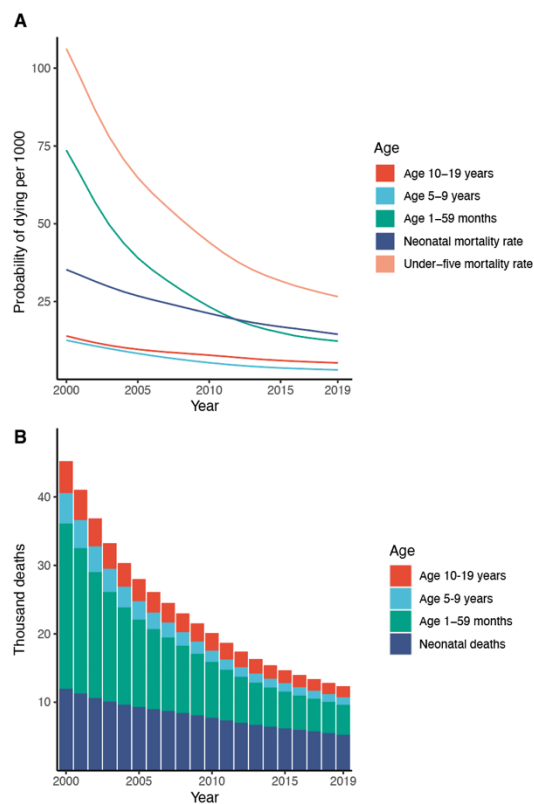 A
Probability of dying per 1000
100
75
50
25
2000 2005 2010 2015 2019
Year
Age
Age 10–19 years
Age 5–9 years
Age 1–59 months
Neonatal mortality rate
Under–five mortality rate
B
Thousand deaths
40
30
20
10
2000 2005 2010 2015 2019
Year
Age
Age 10-19 years
Age 5-9 years
Age 1–59 months
Neonatal deaths